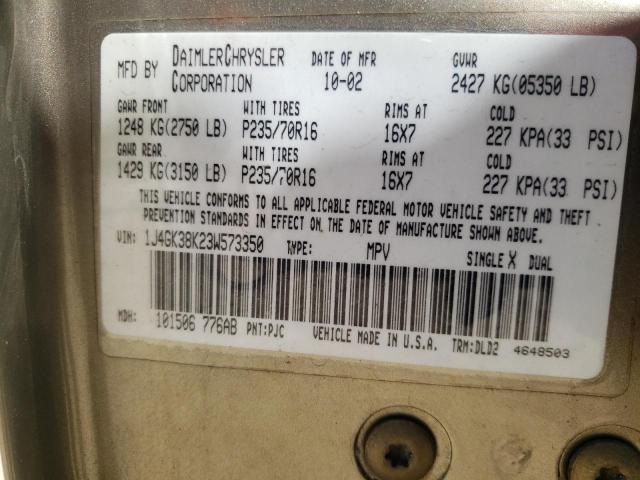 MFD BY DAIMLERCHRYSLER CORPORATION DATE OF MFR 10-02 GVWR 2427 KG(05350 LB)
GAWR FRONT WITH TIRES RIMS AT COLD
1248 KG(2750 LB) P235/70R16 16X7 227 KPA(33 PSI)
GAWR REAR WITH TIRES RIMS AT COLD
1429 KG(3150 LB) P235/70R16 16X7 227 KPA(33 PSI)
THIS VEHICLE CONFORMS TO ALL APPLICABLE FEDERAL MOTOR VEHICLE SAFETY AND THEFT
PREVENTION STANDARDS IN EFFECT ON THE DATE OF MANUFACTURE SHOWN ABOVE.
VIN: 1J4GK38K23W573350 TYPE: MPV SINGLE X DUAL
MDH: 101506 776AB PNT:PJC VEHICLE MADE IN U.S.A. TRM:DLD2 4648503